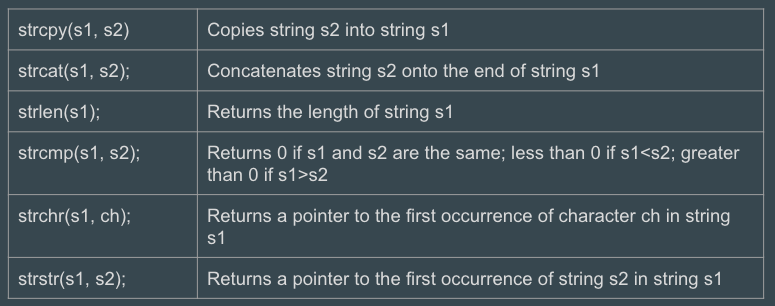 strcpy(s1, s2)
Copies string s2 into string s1
strcat(s1, s2);
Concatenates string s2 onto the end of string s1
strlen(s1);
Returns the length of string s1
strcmp(s1, s2);
Returns 0 if s1 and s2 are the same; less than 0 if s1<s2; greater
than 0 if s1>s2
strchr(s1, ch);
Returns a pointer to the first occurrence of character ch in string
s1
strstr(s1, s2);
Returns a pointer to the first occurrence of string s2 in string s1